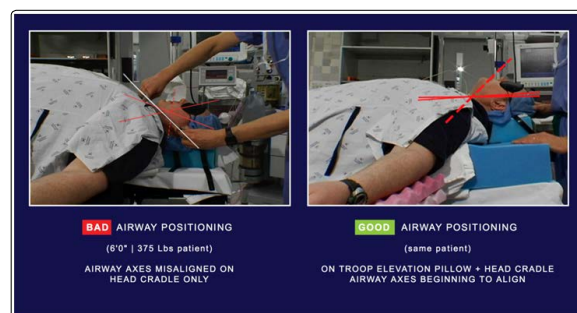 BAD AIRWAY POSITIONING
(6'0" | 375 Lbs patient)
AIRWAY AXES MISALIGNED ON
HEAD CRADLE ONLY
GOOD AIRWAY POSITIONING
(same patient)
ON TROOP ELEVATION PILLOW + HEAD CRADLE
AIRWAY AXES BEGINNING TO ALIGN